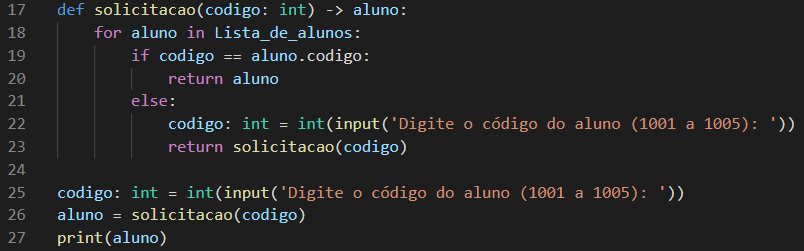 17 def solicitacao(codigo: int) -> aluno:
18 for aluno in Lista_de_alunos:
19 if codigo == aluno.codigo:
20 return aluno
21 else:
22 codigo: int = int(input('Digite o código do aluno (1001 a 1005): '))
23 return solicitacao(codigo)
24
25 codigo: int = int(input('Digite o código do aluno (1001 a 1005): '))
26 aluno = solicitacao(codigo)
27 print(aluno)